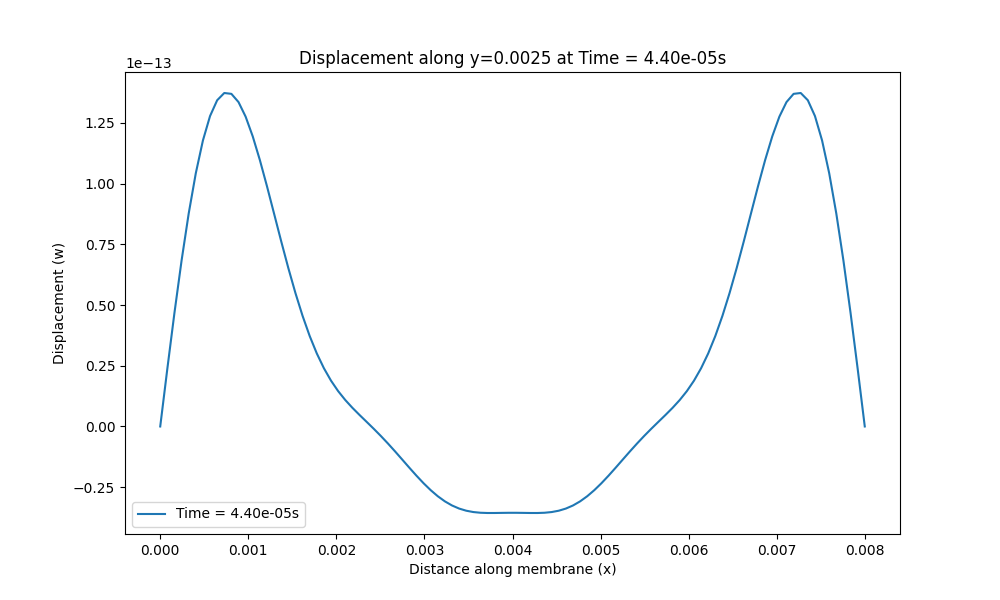 Displacement along y=0.0025 at Time = 4.40e-05s
1e−13
1.25
1.00
0.75
0.50
0.25
0.00
−0.25
Displacement (w)
Time = 4.40e-05s
0.000 0.001 0.002 0.003 0.004 0.005 0.006 0.007 0.008
Distance along membrane (x)